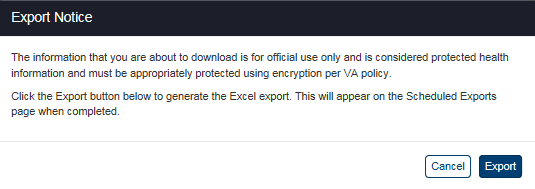 Export Notice
The information that you are about to download is for official use only and is considered protected health
information and must be appropriately protected using encryption per VA policy.
Click the Export button below to generate the Excel export. This will appear on the Scheduled Exports
page when completed.
Cancel Export